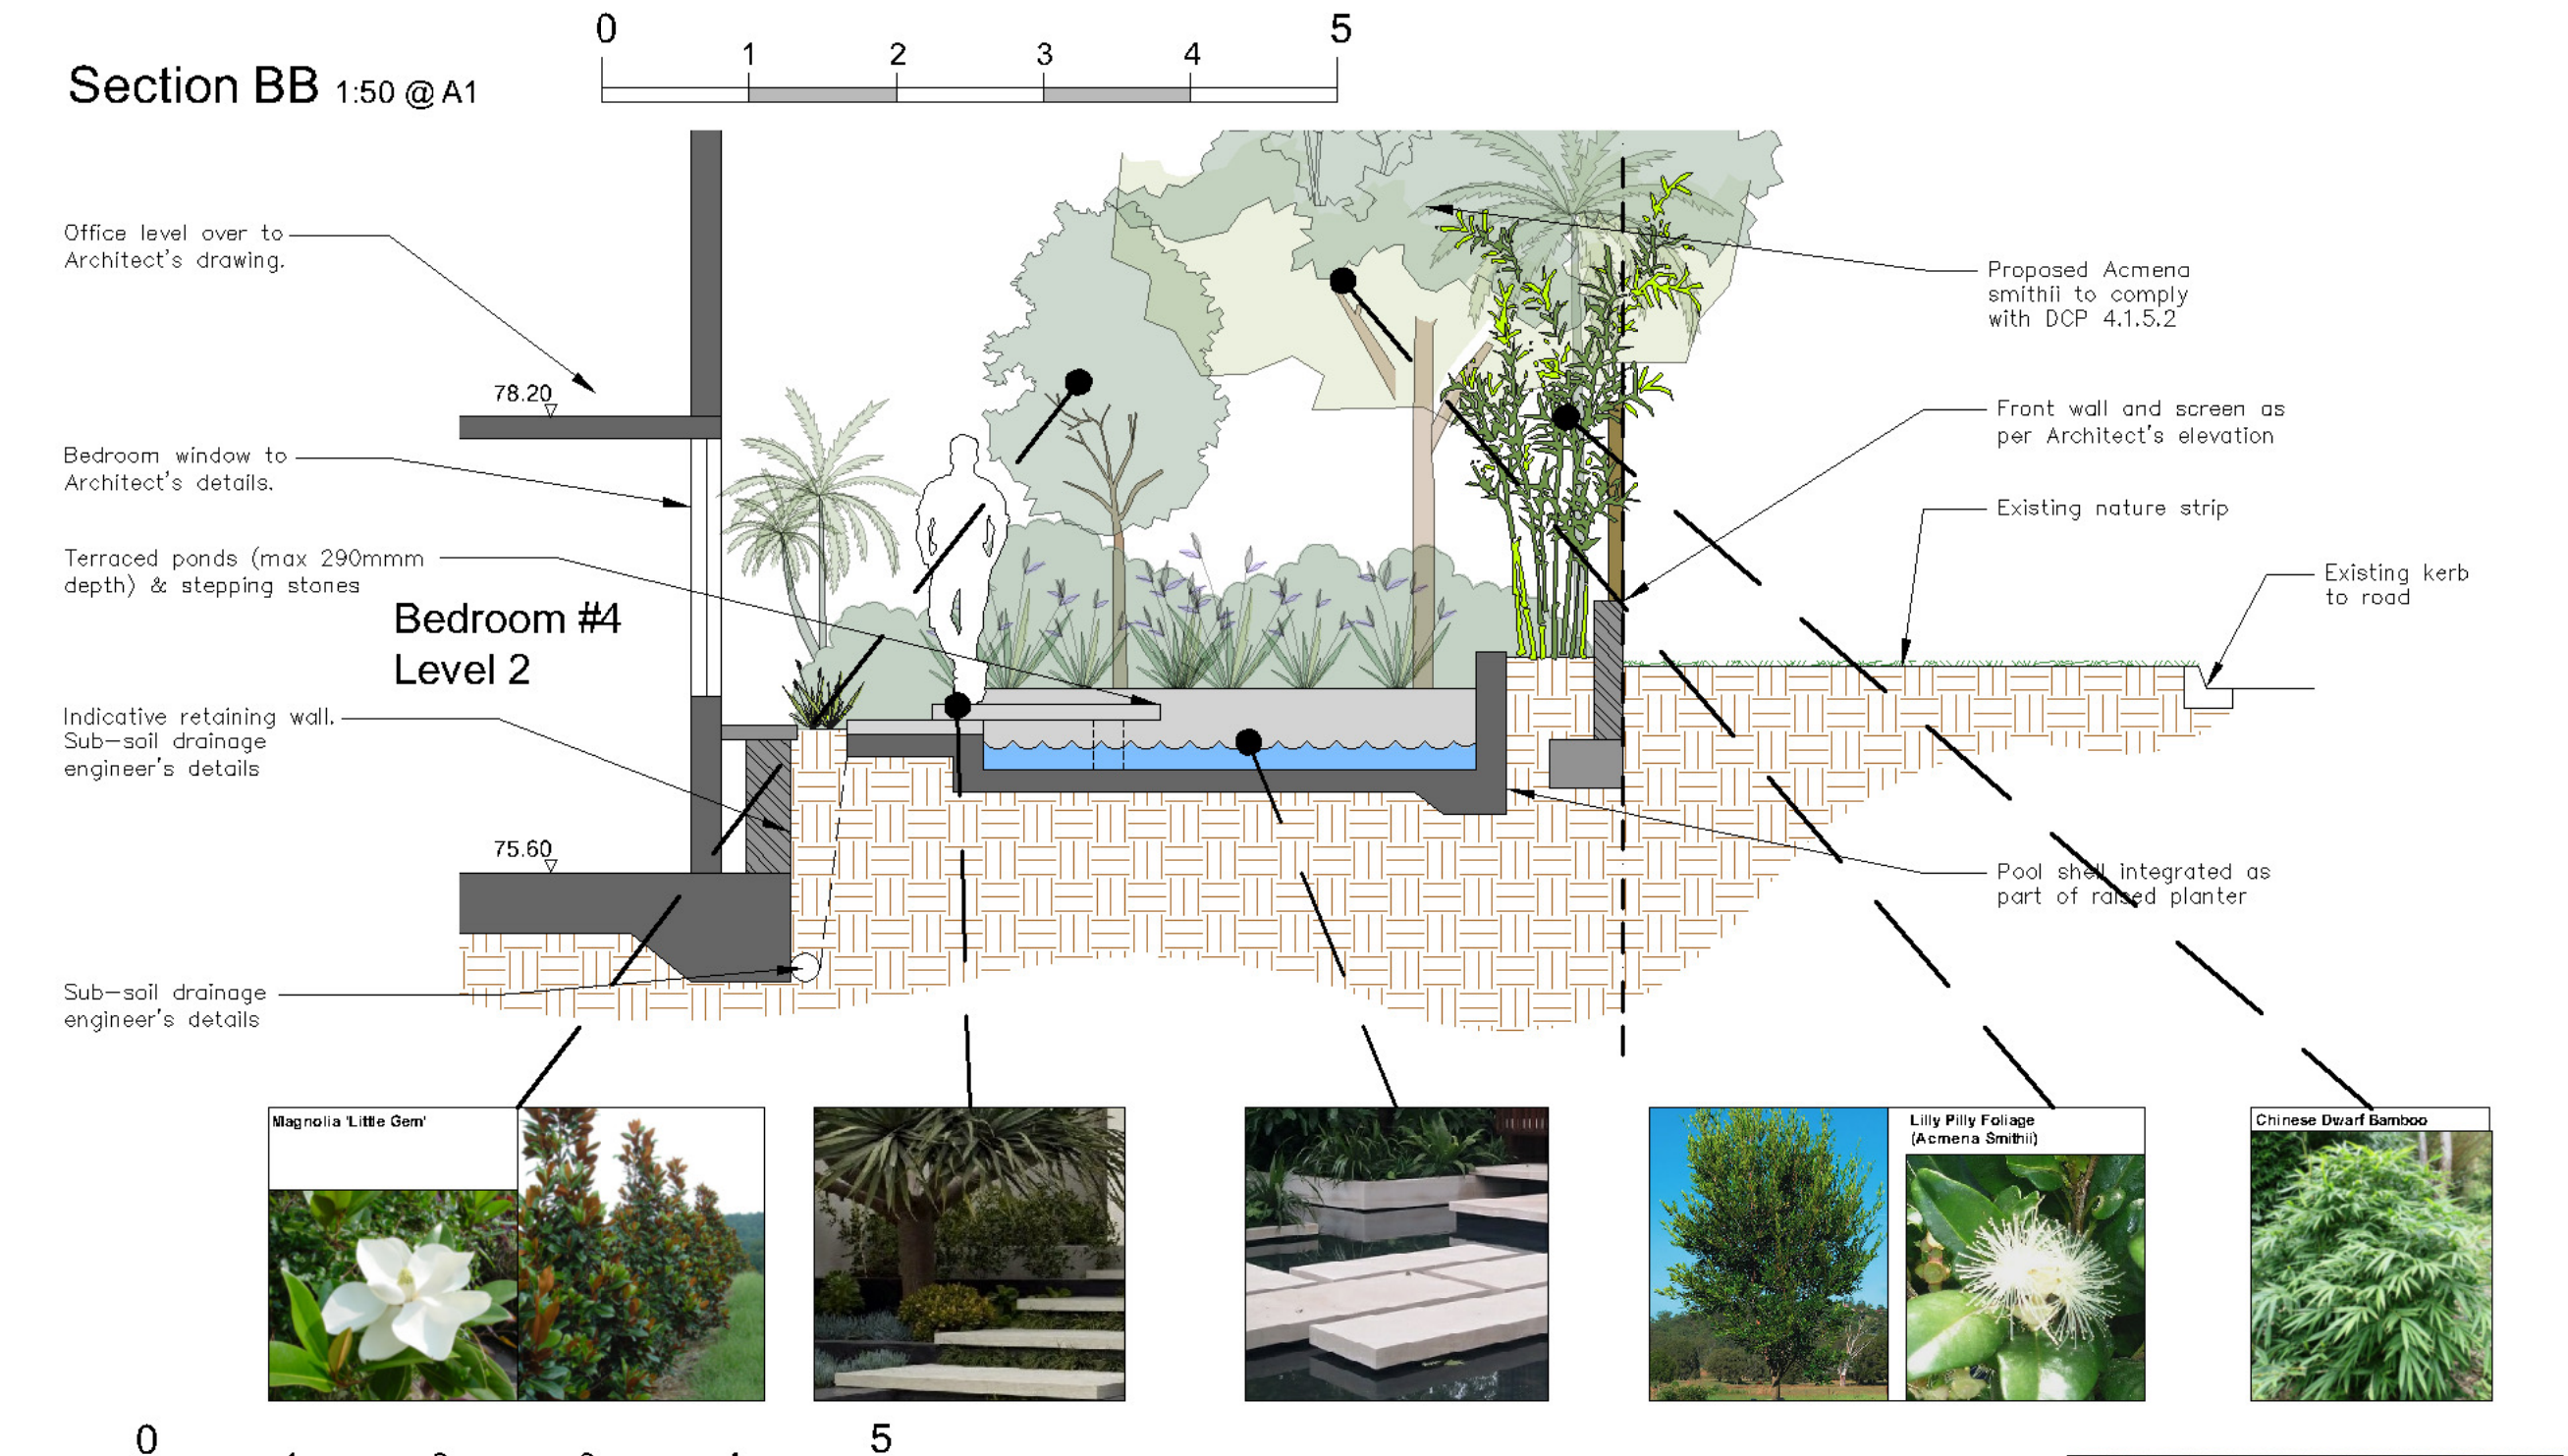 0 5
1 2 3 4
Section BB 1:50 @ A1
Office level over to
Architect's drawing.
78.20
Bedroom window to
Architect's details.
Terraced ponds (max 290mmm
depth) & stepping stones
Bedroom #4
Level 2
Indicative retaining wall.
Sub-soil drainage
engineer's details
75.60
Sub-soil drainage
engineer's details
Proposed Acmena
smithii to comply
with DCP 4.1.5.2
Front wall and screen as
per Architect's elevation
Existing nature strip
Existing kerb
to road
Pool shell integrated as
part of raised planter
Magnolia 'Little Gem'
Lilly Pilly Foliage
(Acmena Smithii)
Chinese Dwarf Bamboo
0 5